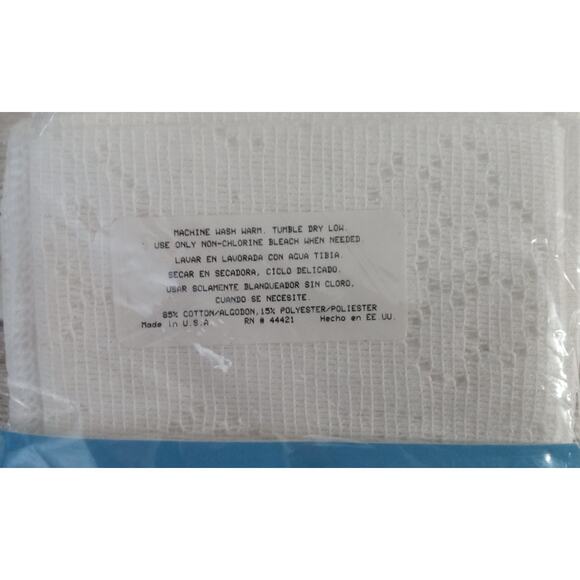 MACHINE WASH WARM. TUMBLE DRY LOW.
USE ONLY NON-CHLORINE BLEACH WHEN NEEDED
LAVAR EN LAVORADA CON AGUA TIBIA.
SECAR EN SECADORA, CICLO DELICADO.
USAR SOLAMENTE BLANQUEADOR SIN CLORO,
CUANDO SE NECESITE.
85% COTTON/ALGODON,15% POLYESTER/POLIESTER
Made in U.S.A RN # 44421 Hecho en EE.UU.